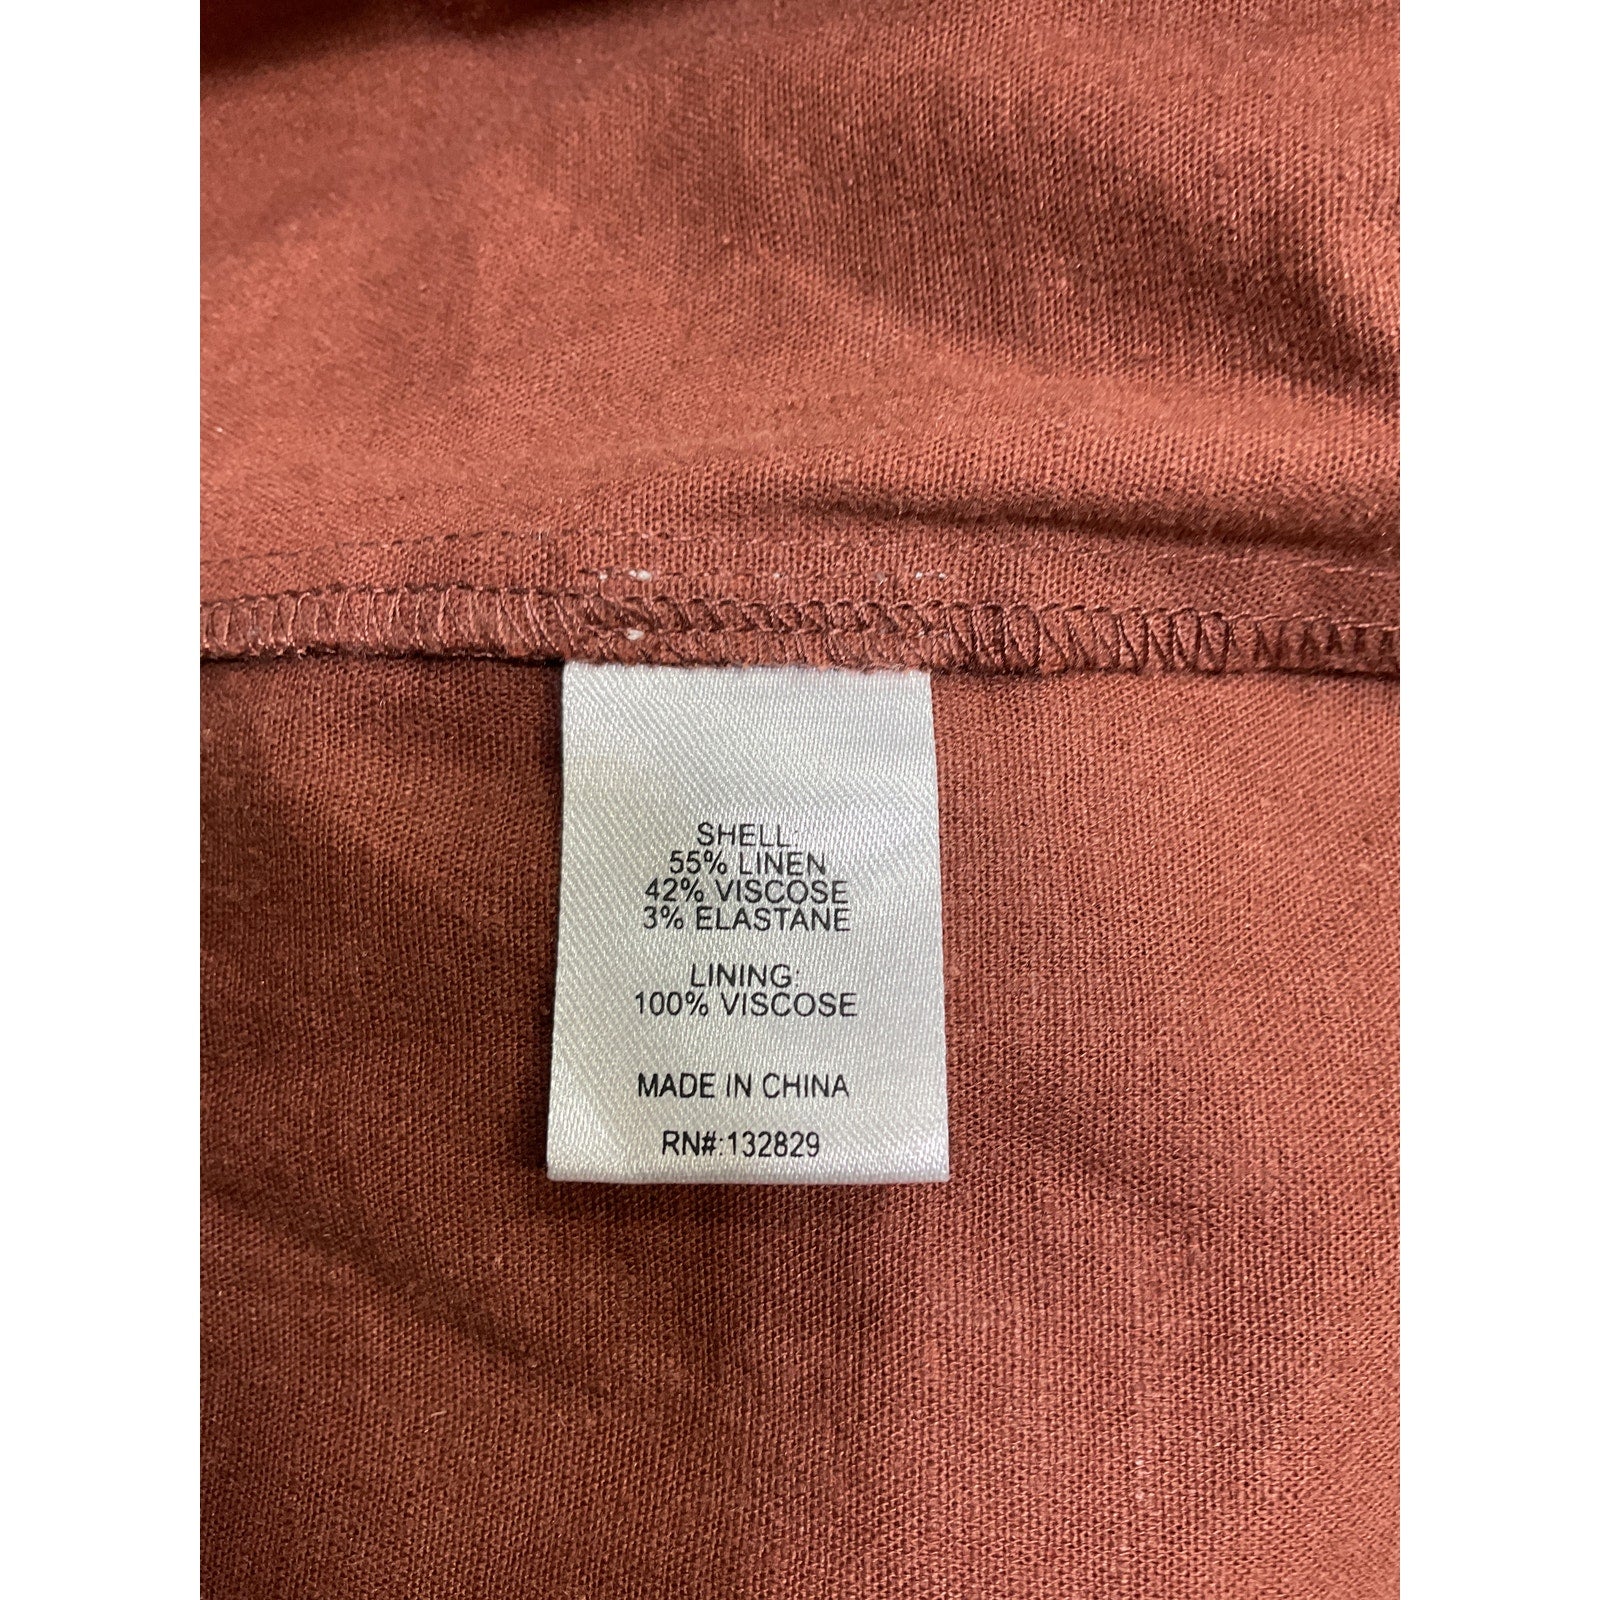 SHELL:
55% LINEN
42% VISCOSE
3% ELASTANE
LINING:
100% VISCOSE
MADE IN CHINA
RN#:132829